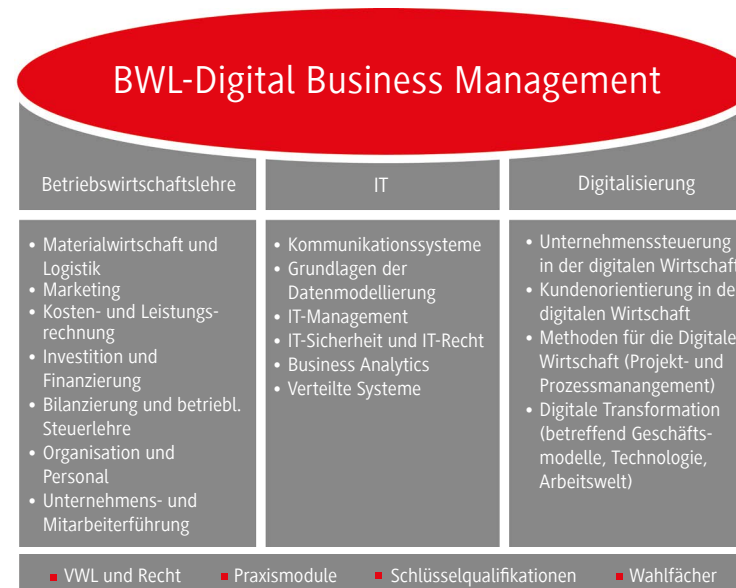 BWL-Digital Business Management
Betriebswirtschaftslehre
• Materialwirtschaft und
Logistik
• Marketing
• Kosten- und Leistungs-
rechnung
• Investition und
Finanzierung
• Bilanzierung und betriebl.
Steuerlehre
• Organisation und
Personal
• Unternehmens- und
Mitarbeiterführung
IT
• Kommunikationssysteme
• Grundlagen der
Datenmodellierung
• IT-Management
• IT-Sicherheit und IT-Recht
• Business Analytics
• Verteilte Systeme
Digitalisierung
• Unternehmenssteuerung
in der digitalen Wirtschaft
• Kundenorientierung in de
digitalen Wirtschaft
• Methoden für die Digitale
Wirtschaft (Projekt- und
Prozessmanangement)
• Digitale Transformation
(betreffend Geschäfts-
modelle, Technologie,
Arbeitswelt)
▪ VWL und Recht ▪ Praxismodule ▪ Schlüsselqualifikationen ▪ Wahlfächer